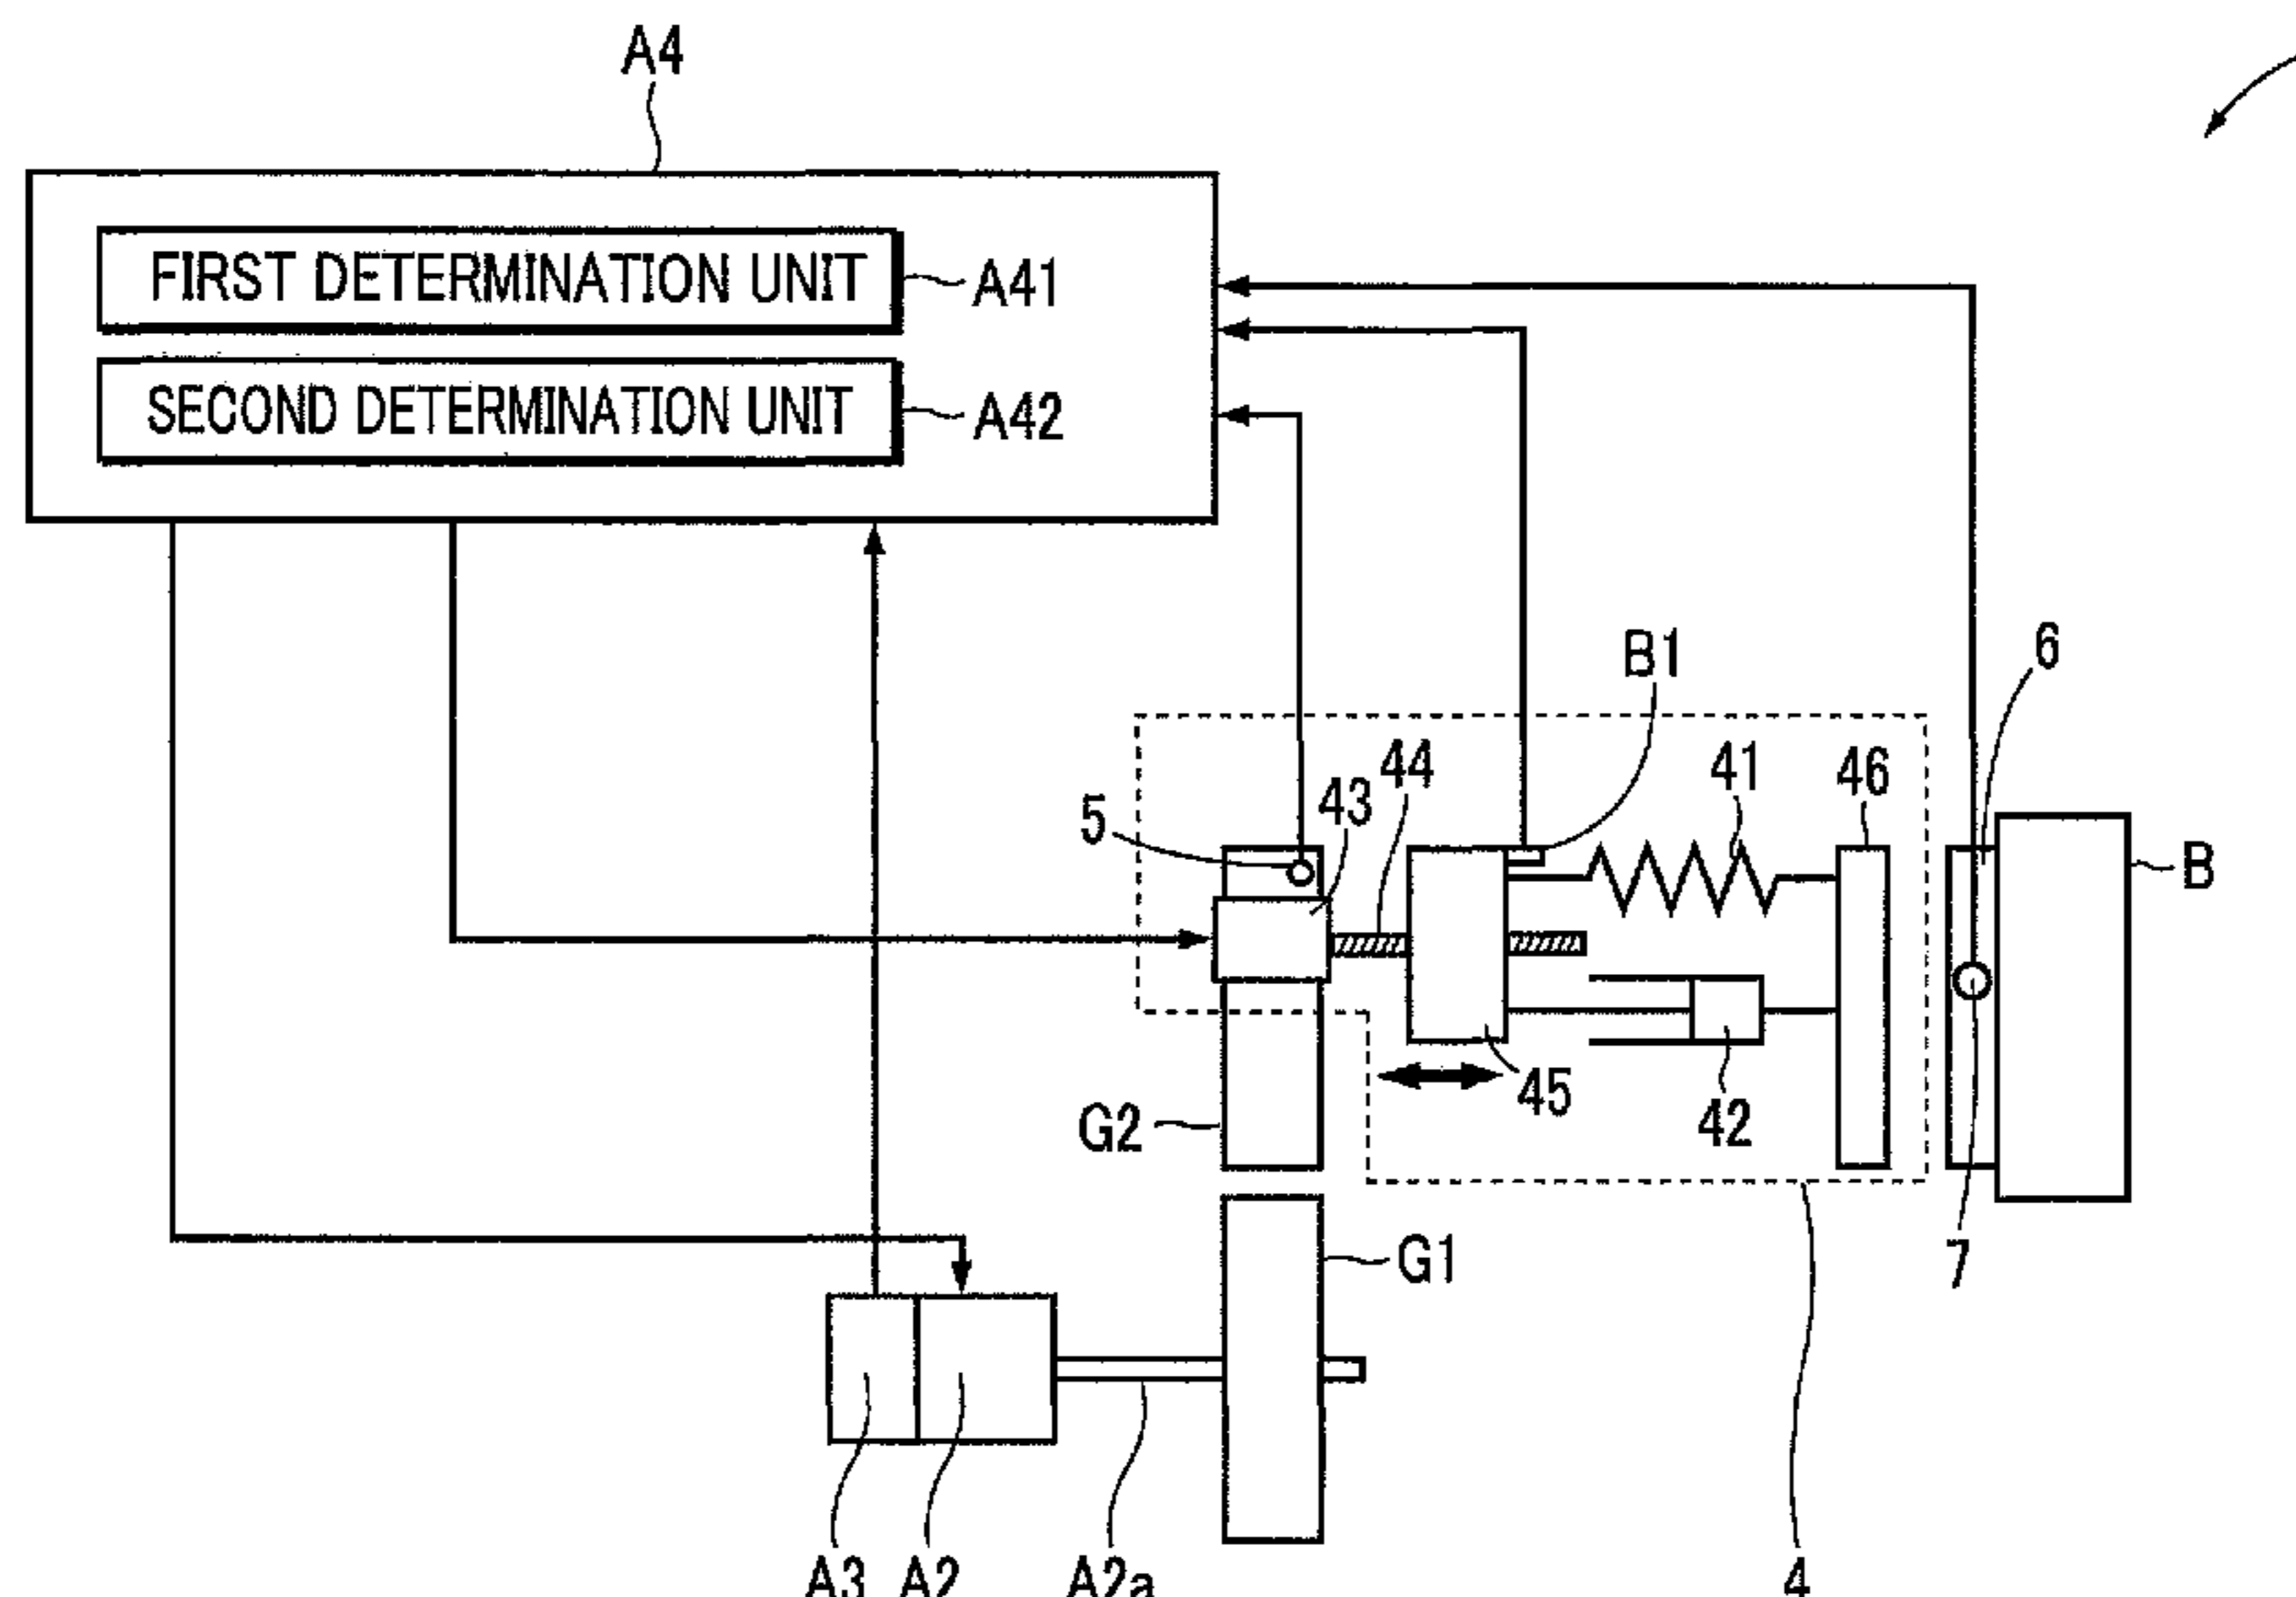 A4
FIRST DETERMINATION UNIT
A41
SECOND DETERMINATION UNIT
A42
B1
6
44
41
46
5
43
B
45
42
G2
G1
7
A3
A2
A2a
4